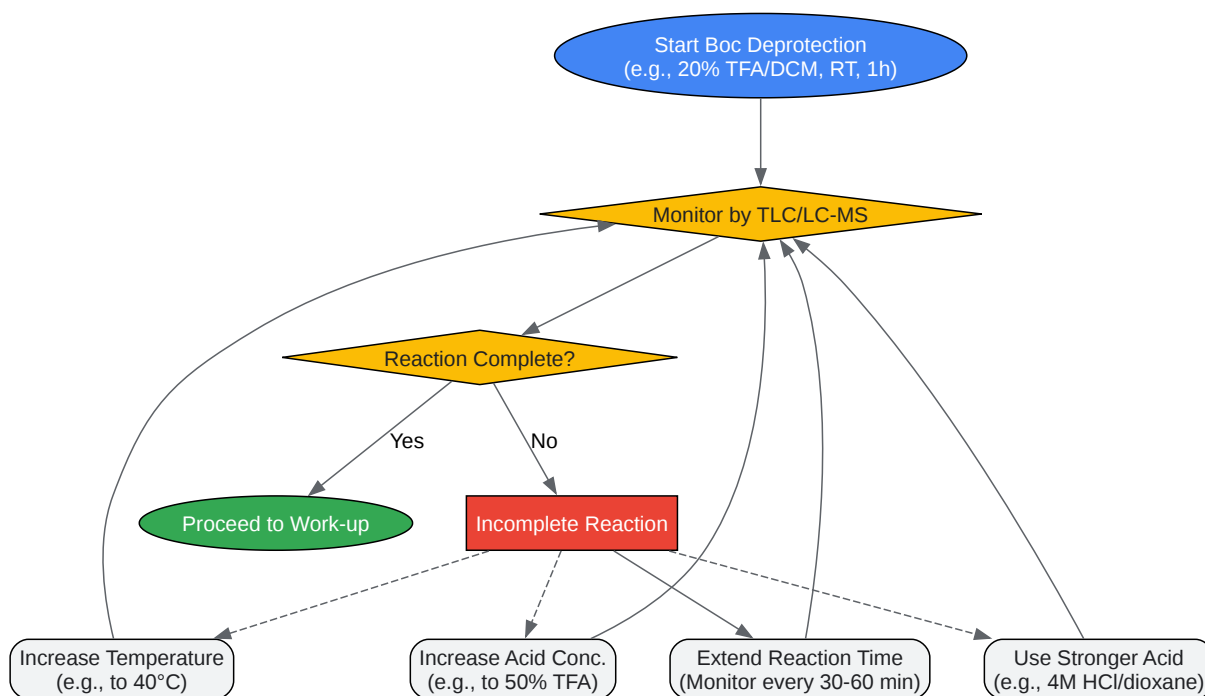 Start Boc Deprotection
(e.g., 20% TFA/DCM, RT, 1h)
Monitor by TLC/LC-MS
Reaction Complete?
Yes
No
Proceed to Work-up
Incomplete Reaction
Increase Temperature
(e.g., to 40°C)
Increase Acid Conc.
(e.g., to 50% TFA)
Extend Reaction Time
(Monitor every 30-60 min)
Use Stronger Acid
(e.g., 4M HCl/dioxane)